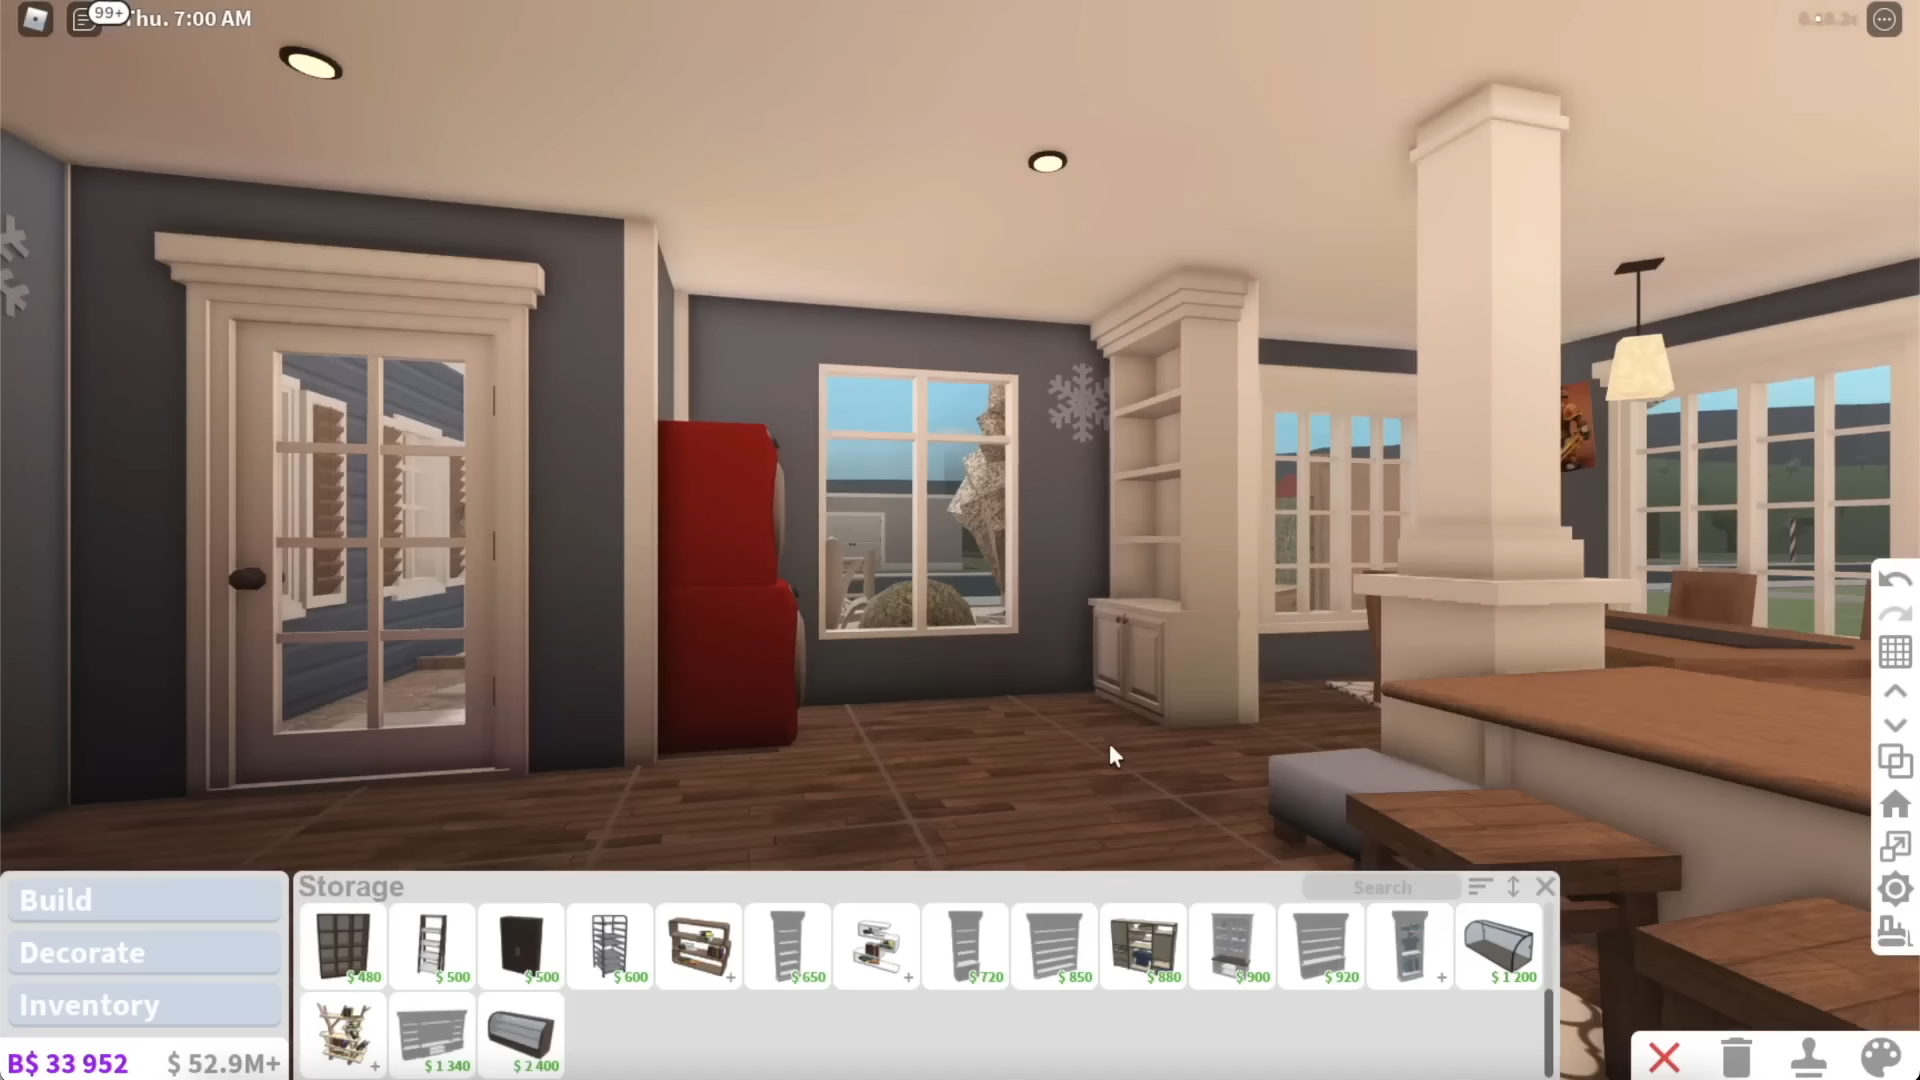 99+
Thu. 7:00 AM
Build
Decorate
Inventory
B$ 33 952
$ 52.9M+
Storage
Search
$ 480
$ 500
$ 500
$ 600
+
$ 650
+
$ 720
$ 850
$ 880
$ 900
$ 920
+
$ 1 200
+
$ 1 340
$ 2 400